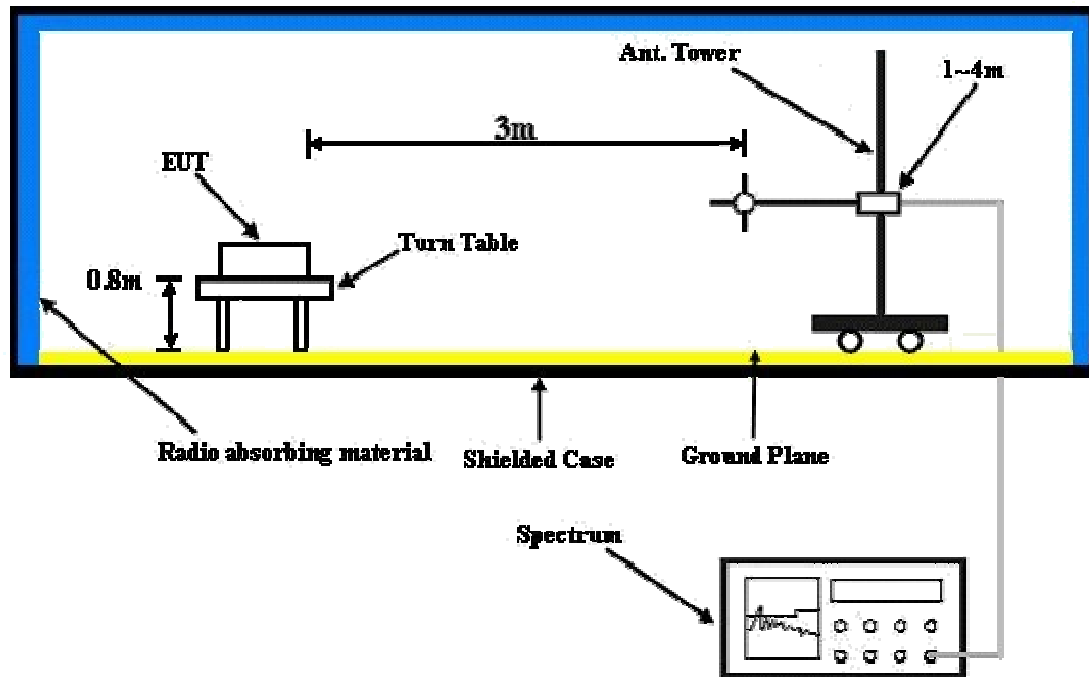 Ant. Tower
1~4m
3m
EUT
Turn Table
0.8m
Radio absorbing material
Shielded Case
Ground Plane
Spectrum